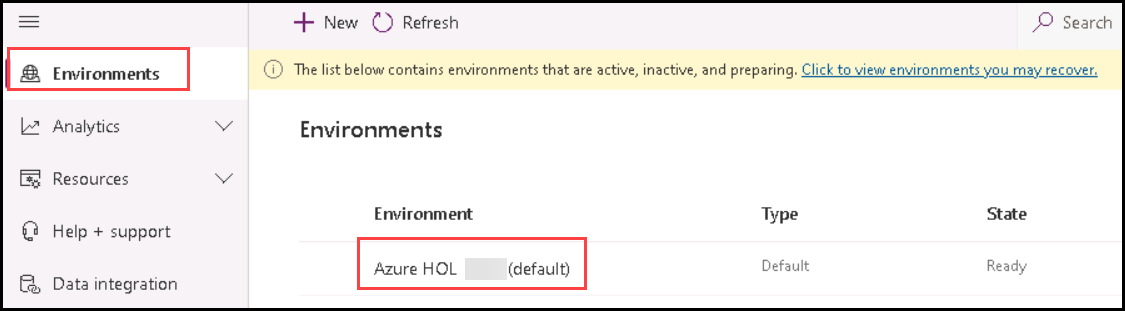 + New Refresh Search
Environments
The list below contains environments that are active, inactive, and preparing. Click to view environments you may recover.
Analytics
Environments
Resources
Environment Type State
Help + support
Azure HOL (default) Default Ready
Data integration